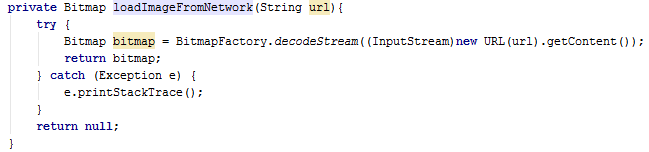 private Bitmap loadImageFromNetwork(String url){
    try {
        Bitmap bitmap = BitmapFactory.decodeStream((InputStream)new URL(url).getContent());
        return bitmap;
    } catch (Exception e) {
        e.printStackTrace();
    }
    return null;
}